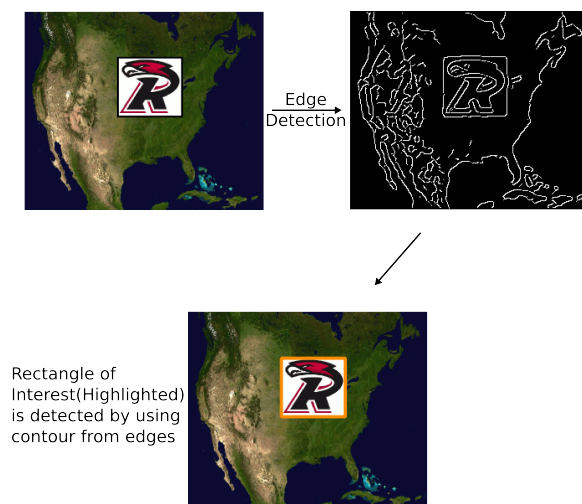 Edge
Detection
Rectangle of
Interest(Highlighted)
is detected by using
contour from edges